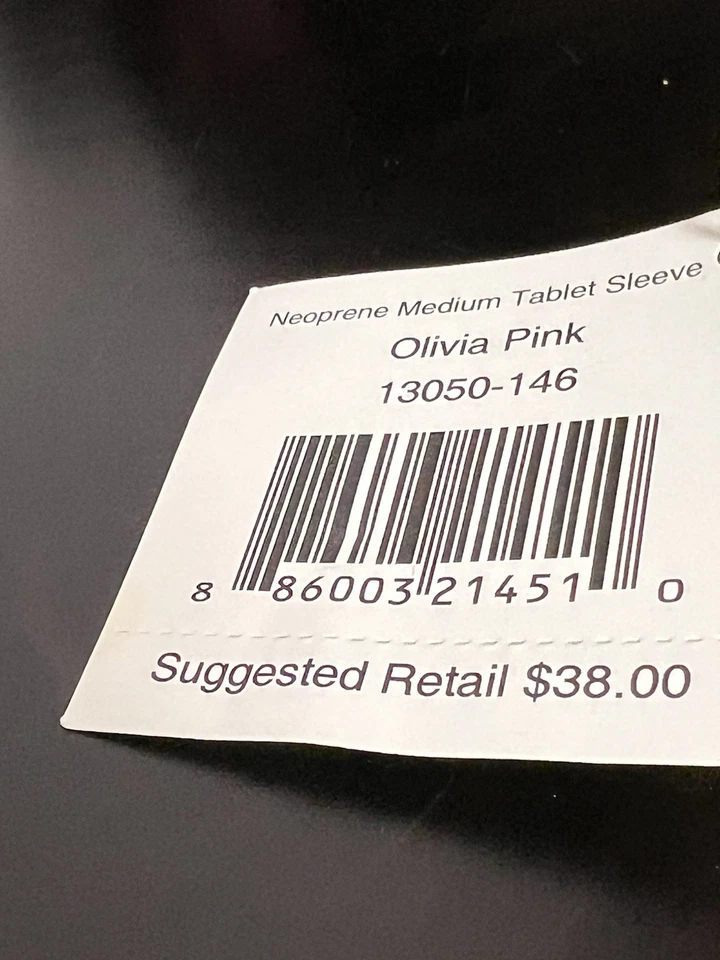 Neoprene Medium Tablet Sleeve
Olivia Pink
13050-146
8 86003 21451 0
Suggested Retail $38.00